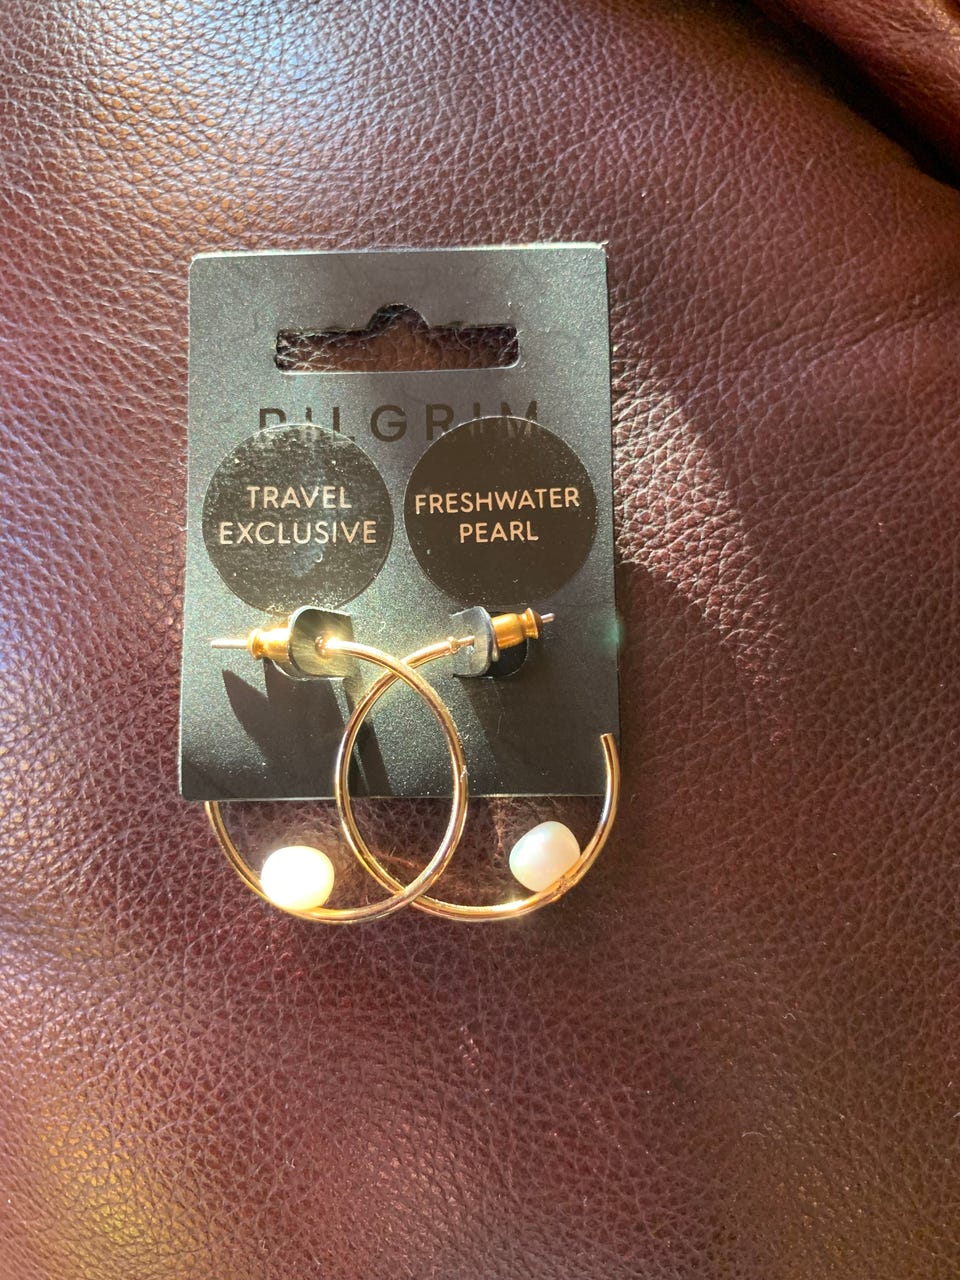 PILGRIM
TRAVEL
EXCLUSIVE
FRESHWATER
PEARL